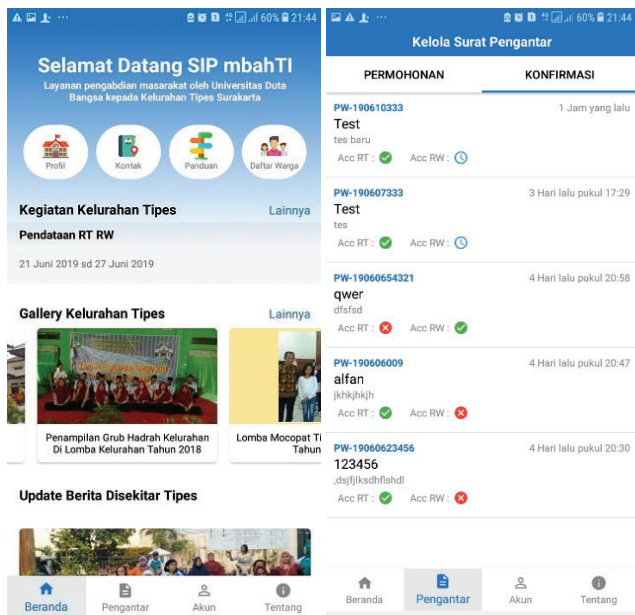 60% 21:44
Selamat Datang SIP mbahTI
Layanan pengabdian masarakat oleh Universitas Duta
Bangsa kepada Kelurahan Tipes Surakarta
Profil
Kontak
Panduan
Daftar Warga
Kegiatan Kelurahan Tipes
Lainnya
Pendataan RT RW
21 Juni 2019 sd 27 Juni 2019
Gallery Kelurahan Tipes
Lainnya
Penampilan Grub Hadrah Kelurahan
Di Lomba Kelurahan Tahun 2018
Lomba Mocopat Ti
Tahun
Update Berita Disekitar Tipes
Beranda
Pengantar
Akun
Tentang
60% 21:44
Kelola Surat Pengantar
PERMOHONAN
KONFIRMASI
PW-190610333
1 Jam yang lalu
Test
tes baru
Acc RT :
Acc RW :
PW-190607333
3 Hari lalu pukul 17:29
Test
tes
Acc RT :
Acc RW :
PW-19060654321
4 Hari lalu pukul 20:58
qwer
dfsfsd
Acc RT :
Acc RW :
PW-190606009
4 Hari lalu pukul 20:47
alfan
jkhkjhkjh
Acc RT :
Acc RW :
PW-19060623456
4 Hari lalu pukul 20:30
123456
,dsjfjlksdhflshdl
Acc RT :
Acc RW :
Beranda
Pengantar
Akun
Tentang